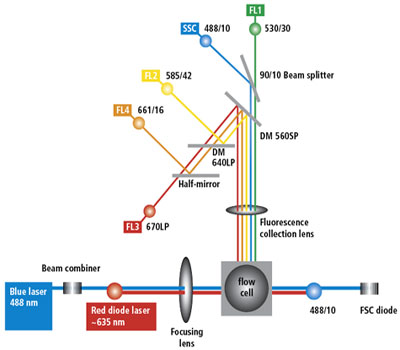 FL1
SSC 488/10
530/30
FL2 585/42
90/10 Beam splitter
FL4 661/16
DM 560SP
DM
640LP
Half-mirror
FL3 670LP
Fluorescence
collection lens
Beam combiner
Blue laser
488 nm
Red diode laser
~635 nm
Focusing
lens
flow
cell
488/10
FSC diode